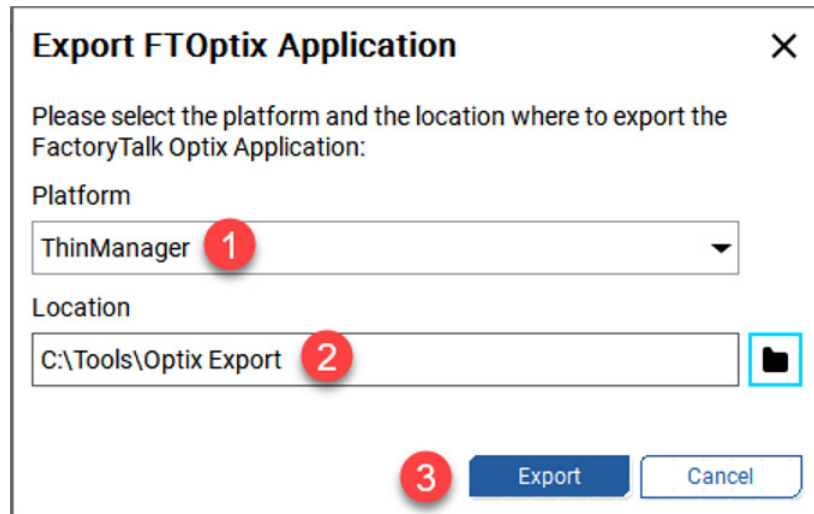 Export FTOptix Application
Please select the platform and the location where to export the
FactoryTalk Optix Application:
Platform
ThinManager 1
Location
C:\Tools\Optix Export 2
3 Export Cancel